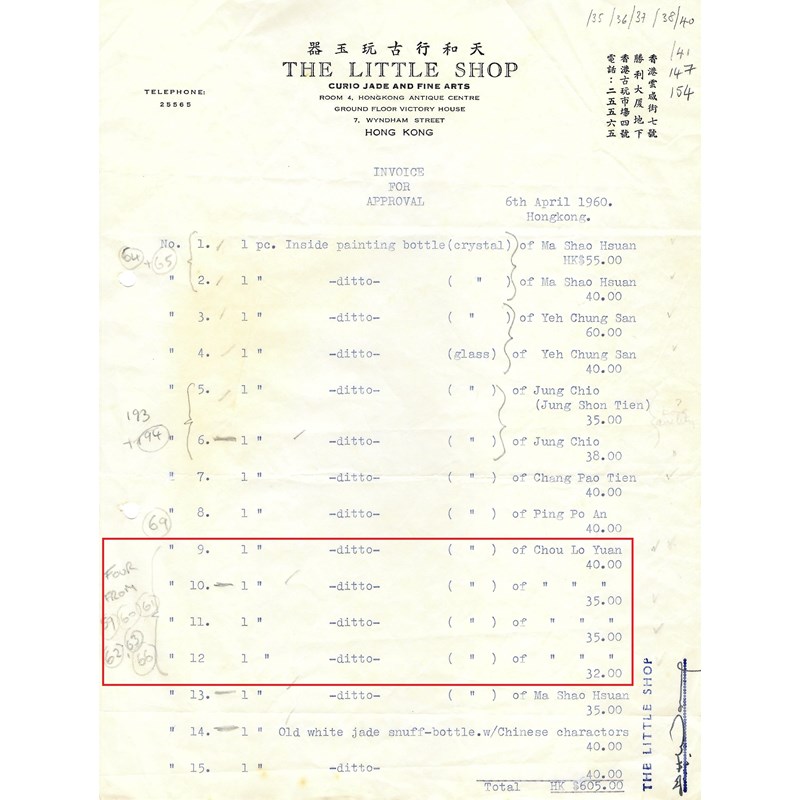 /35 /36/37 /38/40
/41
147
154
天和行古玩玉器
THE LITTLE SHOP
CURIO JADE AND FINE ARTS
ROOM 4, HONGKONG ANTIQUE CENTRE
GROUND FLOOR VICTORY HOUSE
7, WYNDHAM STREET
HONG KONG
TELEPHONE:
25565
香港雲咸街七號
勝利大廈地下
香港古玩市場四號
電話：二五五六五
INVOICE
FOR
APPROVAL
6th April 1960.
Hongkong.
No. 1. 1 pc. Inside painting bottle(crystal) of Ma Shao Hsuan
HK$55.00
64 + 65
" 2. 1 " -ditto- ( " ) of Ma Shao Hsuan
40.00
" 3. 1 " -ditto- ( " ) of Yeh Chung San
60.00
" 4. 1 " -ditto- (glass) of Yeh Chung San
40.00
" 5. 1 " -ditto- ( " ) of Jung Chio
(Jung Shon Tien)
35.00
193
+ 194
" 6. 1 " -ditto- ( " ) of Jung Chio
38.00
" 7. 1 " -ditto- ( " ) of Chang Pao Tien
40.00
" 8. 1 " -ditto- ( " ) of Ping Po An
40.00
69
" 9. 1 " -ditto- ( " ) of Chou Lo Yuan
40.00
FOUR
FROM
" 10. 1 " -ditto- ( " ) of " " "
35.00
60 61
" 11. 1 " -ditto- ( " ) of " " "
35.00
62 63
66
" 12 1 " -ditto- ( " ) of " " "
32.00
" 13. 1 " -ditto- ( " ) of Ma Shao Hsuan
35.00
" 14. 1 " Old white jade snuff-bottle.w/Chinese charactors
40.00
" 15. 1 " -ditto-
40.00
Total HK $605.00
THE LITTLE SHOP